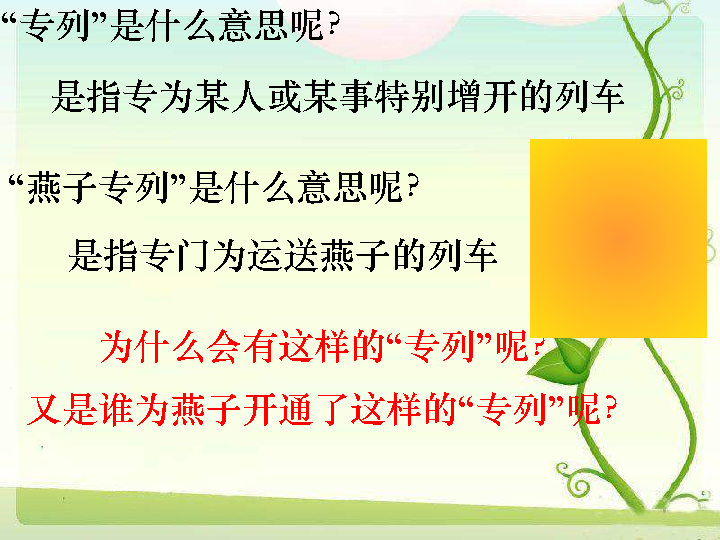 “专列”是什么意思呢?
是指专为某人或某事特别增开的列车
“燕子专列”是什么意思呢?
是指专门为运送燕子的列车
为什么会有这样的“专列”呢?
又是谁为燕子开通了这样的“专列”呢?